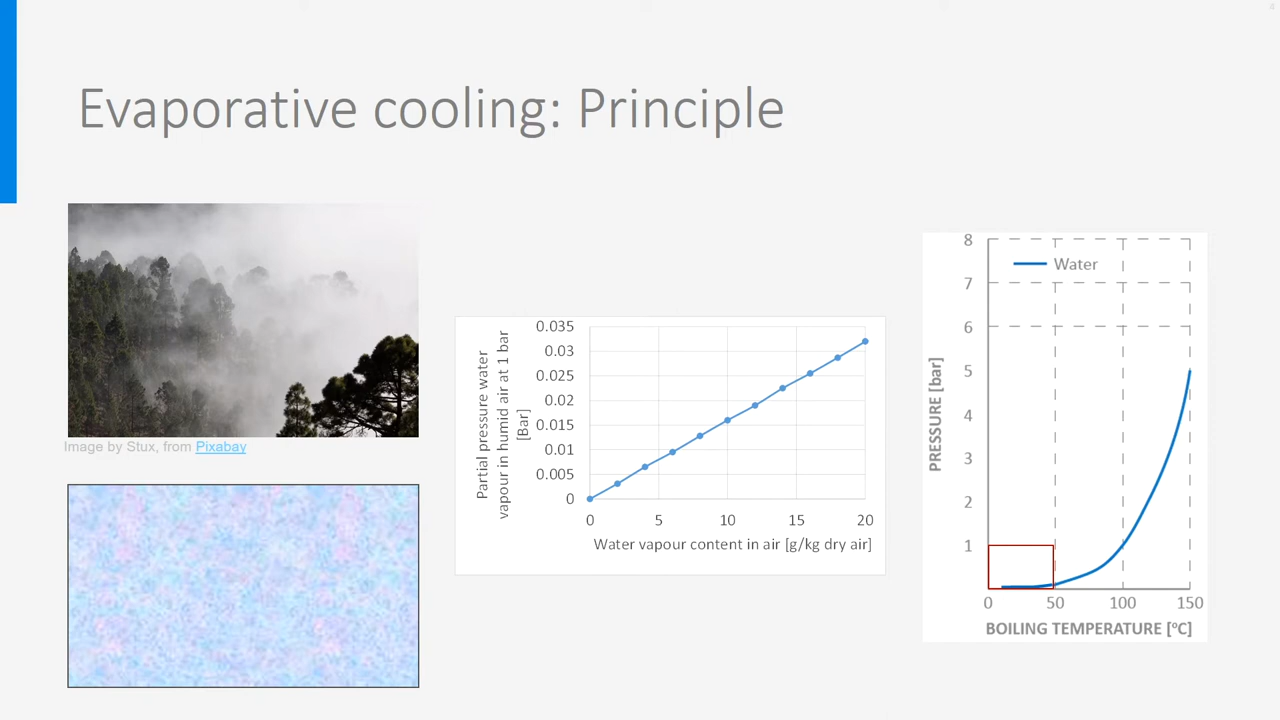 4
Evaporative cooling: Principle
Image by Stux, from Pixabay
Partial pressure water
vapour in humid air at 1 bar
[Bar]
0.035
0.03
0.025
0.02
0.015
0.01
0.005
0
0 5 10 15 20
Water vapour content in air [g/kg dry air]
PRESSURE [bar]
8
Water
7
6
5
4
3
2
1
0 50 100 150
BOILING TEMPERATURE [°C]